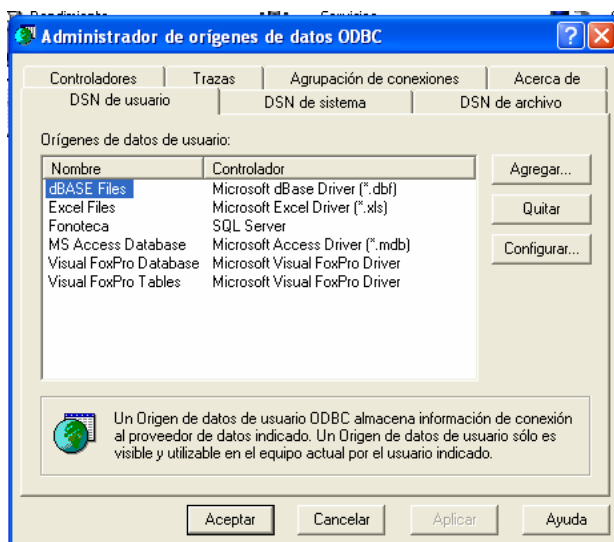 Rendimiento Servicios
Administrador de orígenes de datos ODBC
Controladores Trazas Agrupación de conexiones Acerca de
DSN de usuario DSN de sistema DSN de archivo
Orígenes de datos de usuario:
Nombre Controlador
dBASE Files Microsoft dBase Driver (*.dbf)
Excel Files Microsoft Excel Driver (*.xls)
Fonoteca SQL Server
MS Access Database Microsoft Access Driver (*.mdb)
Visual FoxPro Database Microsoft Visual FoxPro Driver
Visual FoxPro Tables Microsoft Visual FoxPro Driver
Agregar...
Quitar
Configurar...
Un Origen de datos de usuario ODBC almacena información de conexión
al proveedor de datos indicado. Un Origen de datos de usuario sólo es
visible y utilizable en el equipo actual por el usuario indicado.
Aceptar Cancelar Aplicar Ayuda